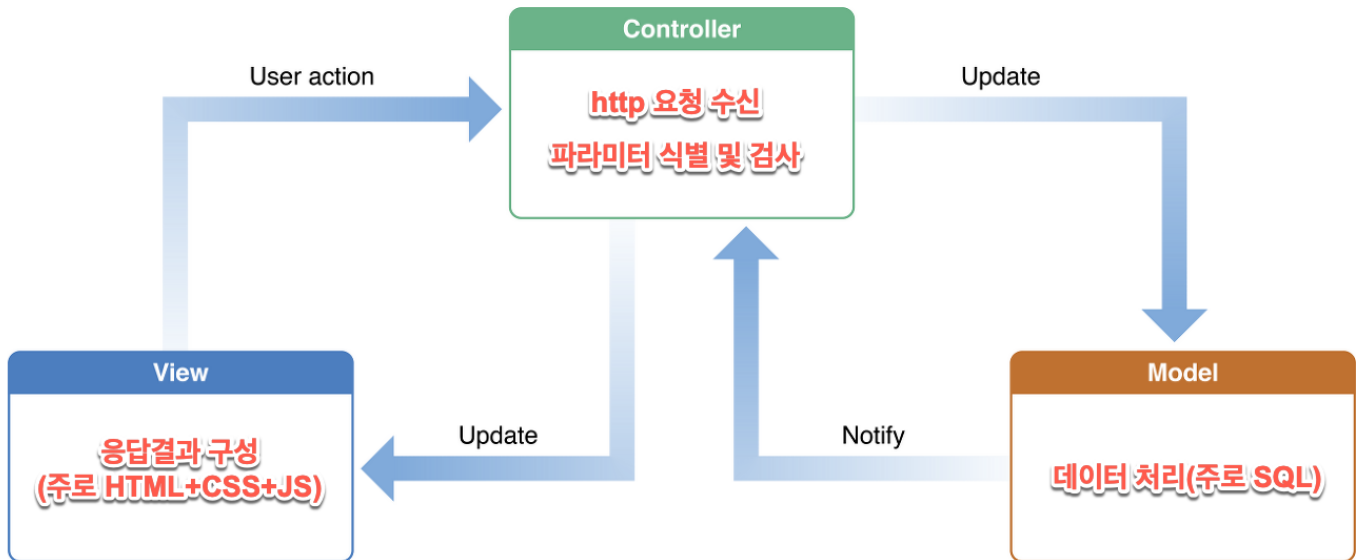 Controller
http 요청 수신
파라미터 식별 및 검사
User action
Update
View
응답결과 구성
(주로 HTML+CSS+JS)
Update
Notify
Model
데이터 처리(주로 SQL)